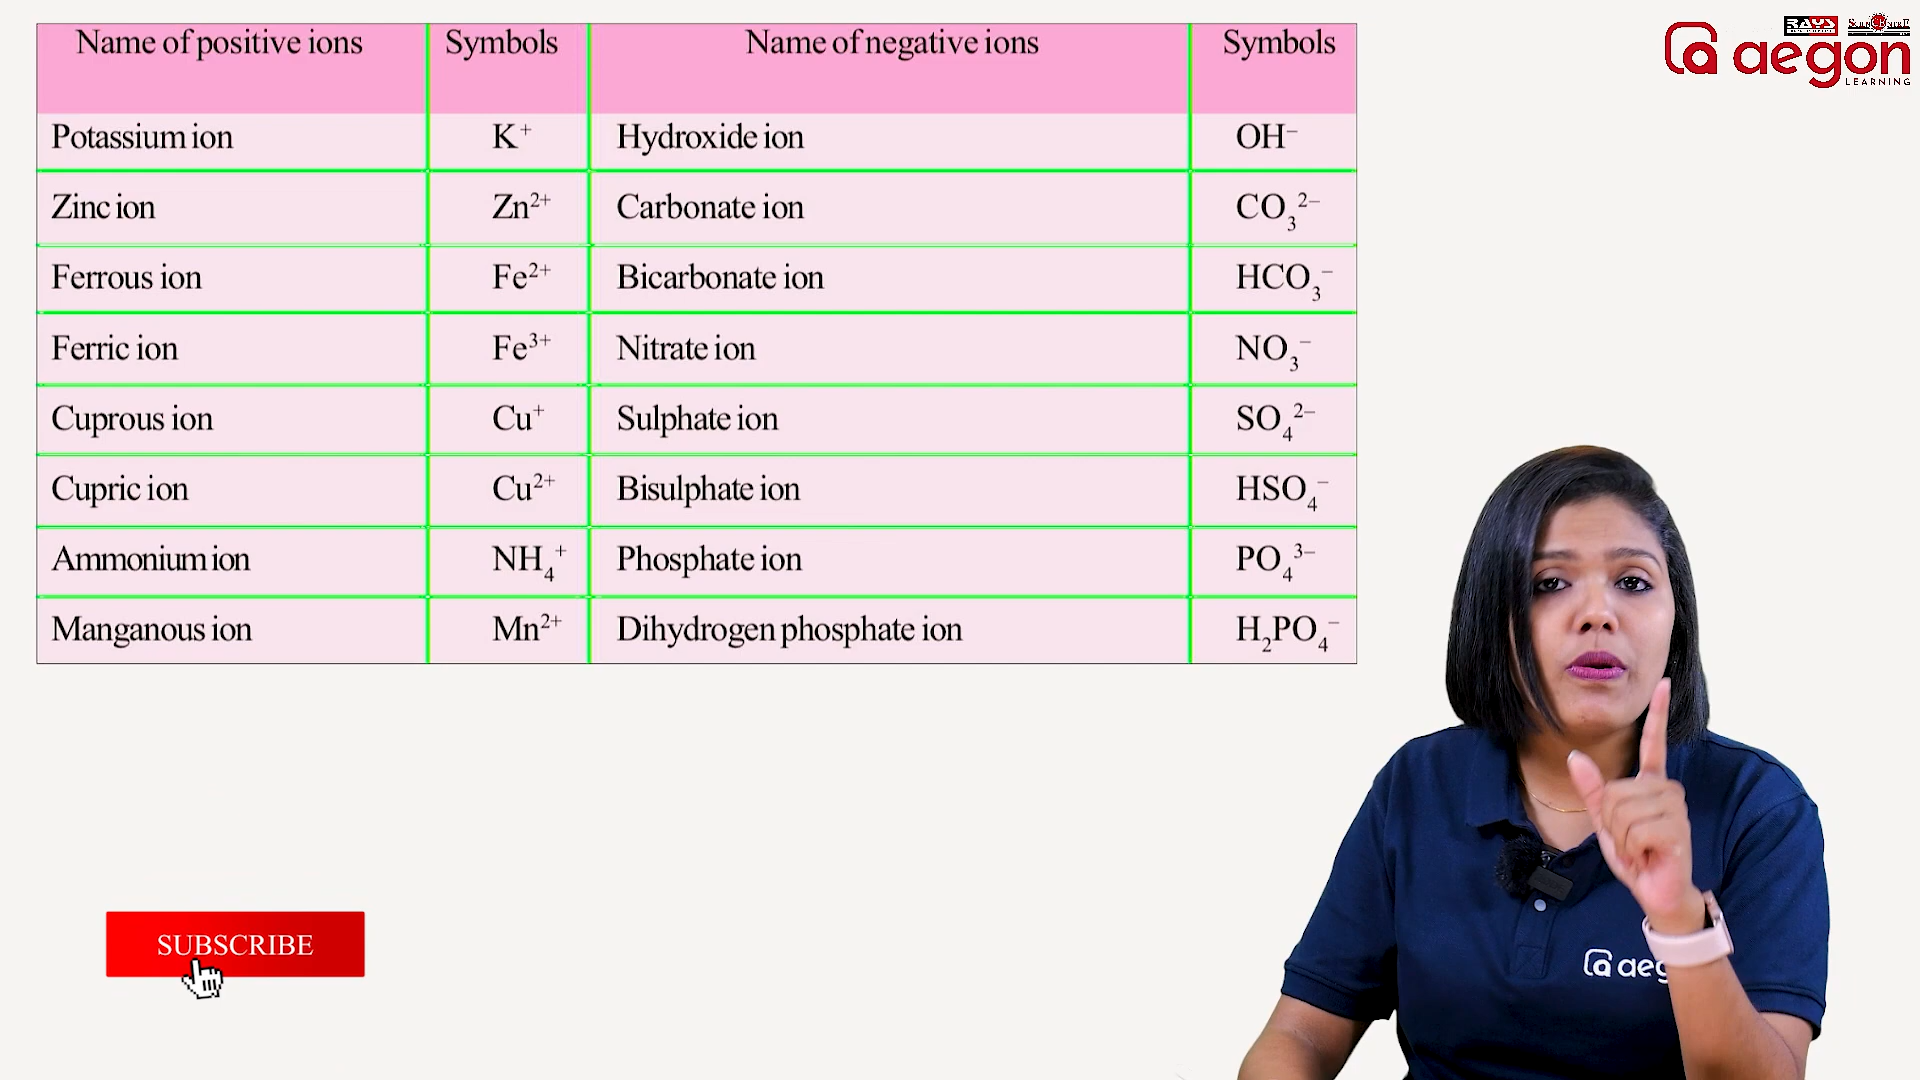 Name of positive ions Symbols Name of negative ions Symbols
Potassium ion K⁺ Hydroxide ion OH⁻
Zinc ion Zn²⁺ Carbonate ion CO₃²⁻
Ferrous ion Fe²⁺ Bicarbonate ion HCO₃⁻
Ferric ion Fe³⁺ Nitrate ion NO₃⁻
Cuprous ion Cu⁺ Sulphate ion SO₄²⁻
Cupric ion Cu²⁺ Bisulphate ion HSO₄⁻
Ammonium ion NH₄⁺ Phosphate ion PO₄³⁻
Manganous ion Mn²⁺ Dihydrogen phosphate ion H₂PO₄⁻
RAYS
aegon
LEARNING
aeg
SUBSCRIBE